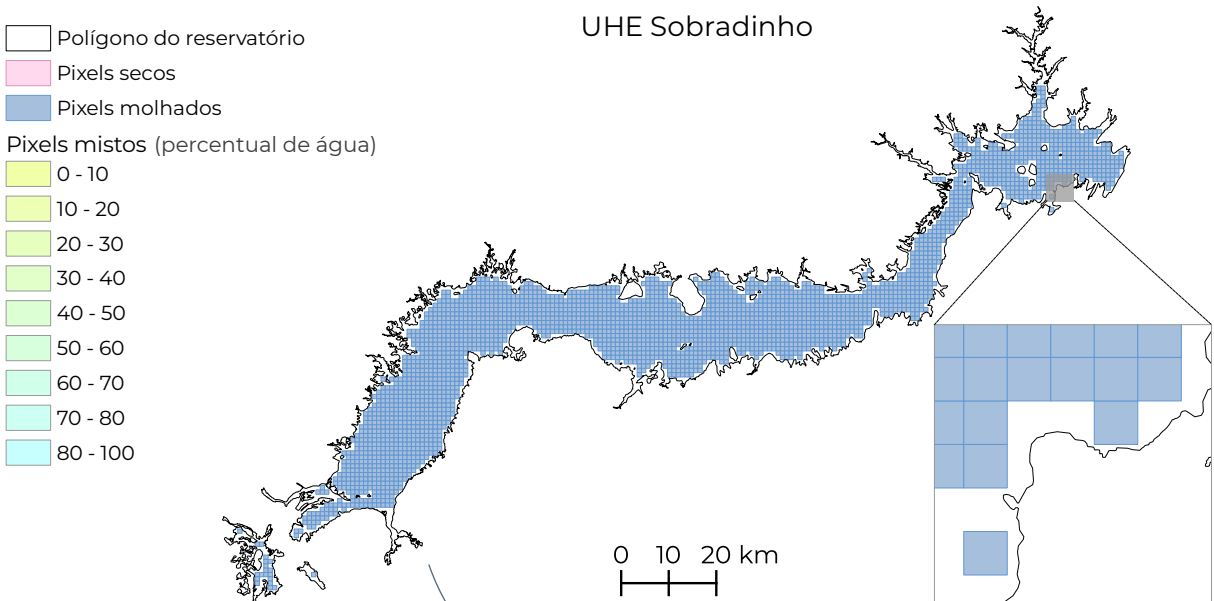 UHE Sobradinho
Polígono do reservatório
Pixels secos
Pixels molhados
Pixels mistos (percentual de água)
0 - 10
10 - 20
20 - 30
30 - 40
40 - 50
50 - 60
60 - 70
70 - 80
80 - 100
0 10 20 km